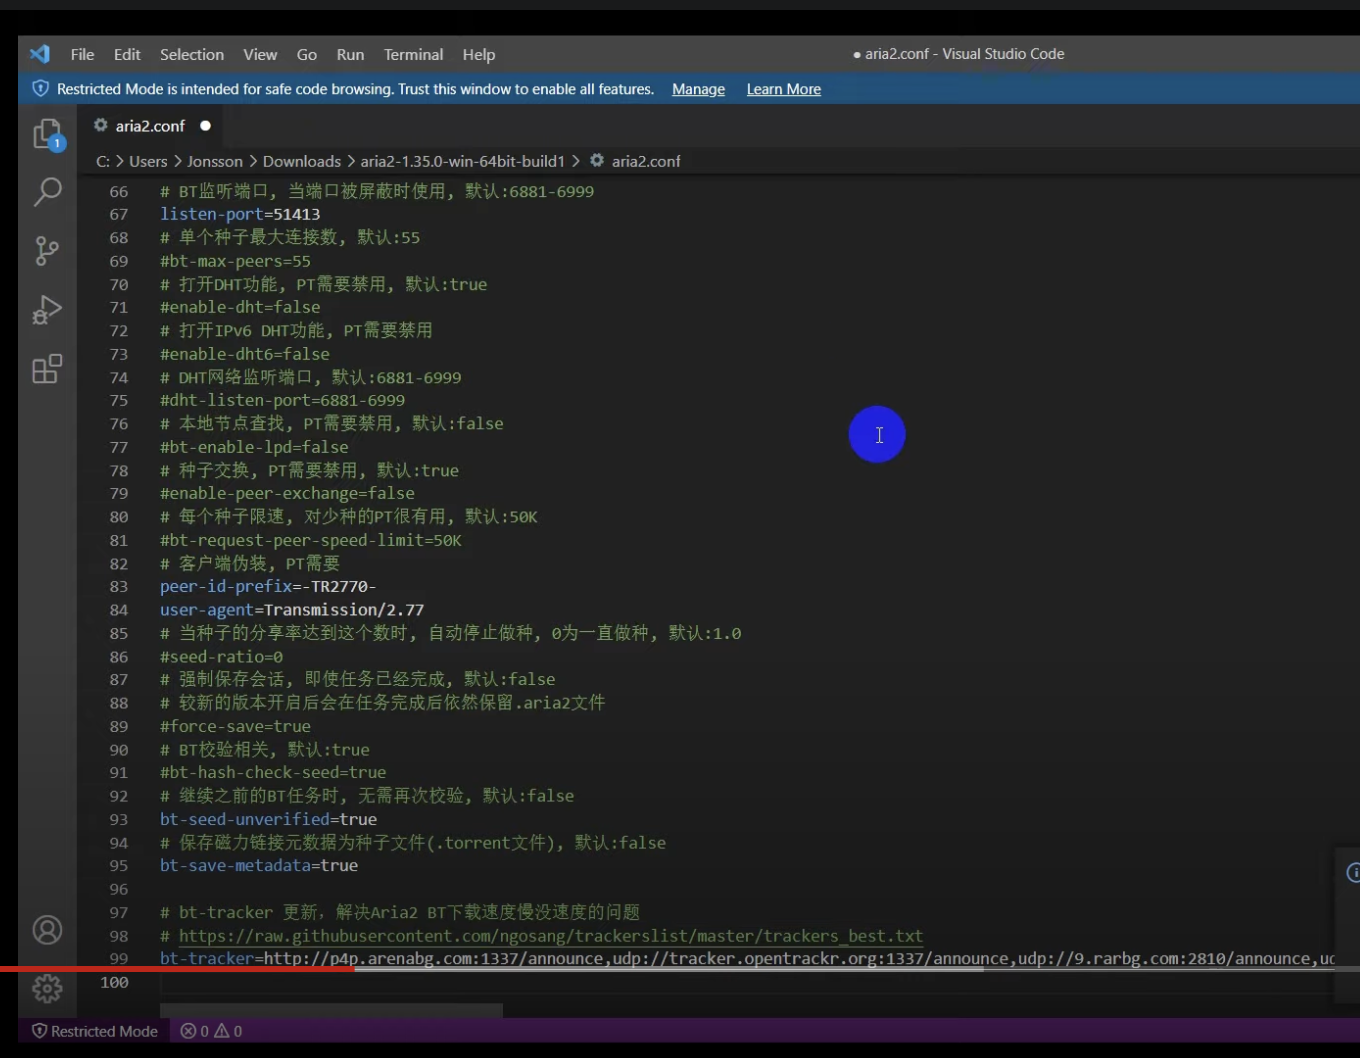 File Edit Selection View Go Run Terminal Help ● aria2.conf - Visual Studio Code
Restricted Mode is intended for safe code browsing. Trust this window to enable all features. Manage Learn More
1
aria2.conf ●
C: > Users > Jonsson > Downloads > aria2-1.35.0-win-64bit-build1 > aria2.conf
66 # BT监听端口, 当端口被屏蔽时使用, 默认:6881-6999
67 listen-port=51413
68 # 单个种子最大连接数, 默认:55
69 #bt-max-peers=55
70 # 打开DHT功能, PT需要禁用, 默认:true
71 #enable-dht=false
72 # 打开IPv6 DHT功能, PT需要禁用
73 #enable-dht6=false
74 # DHT网络监听端口, 默认:6881-6999
75 #dht-listen-port=6881-6999
76 # 本地节点查找, PT需要禁用, 默认:false
77 #bt-enable-lpd=false
78 # 种子交换, PT需要禁用, 默认:true
79 #enable-peer-exchange=false
80 # 每个种子限速, 对少种的PT很有用, 默认:50K
81 #bt-request-peer-speed-limit=50K
82 # 客户端伪装, PT需要
83 peer-id-prefix=-TR2770-
84 user-agent=Transmission/2.77
85 # 当种子的分享率达到这个数时, 自动停止做种, 0为一直做种, 默认:1.0
86 #seed-ratio=0
87 # 强制保存会话, 即使任务已经完成, 默认:false
88 # 较新的版本开启后会在任务完成后依然保留.aria2文件
89 #force-save=true
90 # BT校验相关, 默认:true
91 #bt-hash-check-seed=true
92 # 继续之前的BT任务时, 无需再次校验, 默认:false
93 bt-seed-unverified=true
94 # 保存磁力链接元数据为种子文件(.torrent文件), 默认:false
95 bt-save-metadata=true
96
97 # bt-tracker 更新，解决Aria2 BT下载速度慢没速度的问题
98 # https://raw.githubusercontent.com/ngosang/trackerslist/master/trackers_best.txt
99 bt-tracker=http://p4p.arenabg.com:1337/announce,udp://tracker.opentrackr.org:1337/announce,udp://9.rarbg.com:2810/announce,ud
100
Restricted Mode 0 0